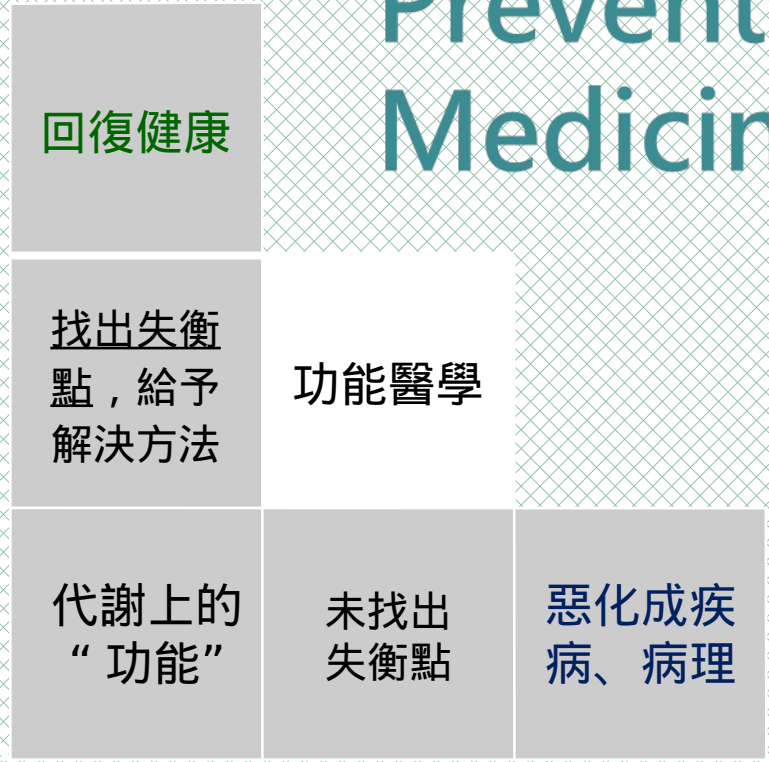 Prevent
Medicin
回復健康
找出失衡
點，給予
解決方法
功能醫學
代謝上的
“功能”
未找出
失衡點
惡化成疾
病、病理